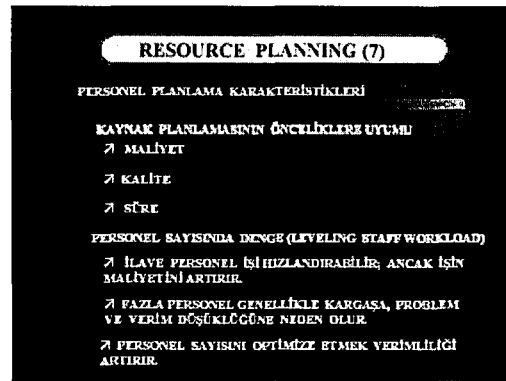 RESOURCE PLANNING (7)
PERSONEL PLANLAMA KARAKTERİSTİKLERİ
KAYNAK PLANLAMASININ ÖNCELİKLERE UYUMU
↗ MALİYET
↗ KALİTE
↗ SÜRE
PERSONEL SAYISINDA DENGE (LEVELING STAFF WORKLOAD)
↗ İLAVE PERSONEL İŞİ HIZLANDIRABİLİR; ANCAK İŞİN
MALİYETİNİ ARTIRIR.
↗ FAZLA PERSONEL GENELLİKLE KARGAŞA, PROBLEM
VE VERİM DÜŞÜKLÜĞÜNE NEDEN OLUR.
↗ PERSONEL SAYISINI OPTİMİZE ETMEK VERİMLİLİĞİ
ARTIRIR.